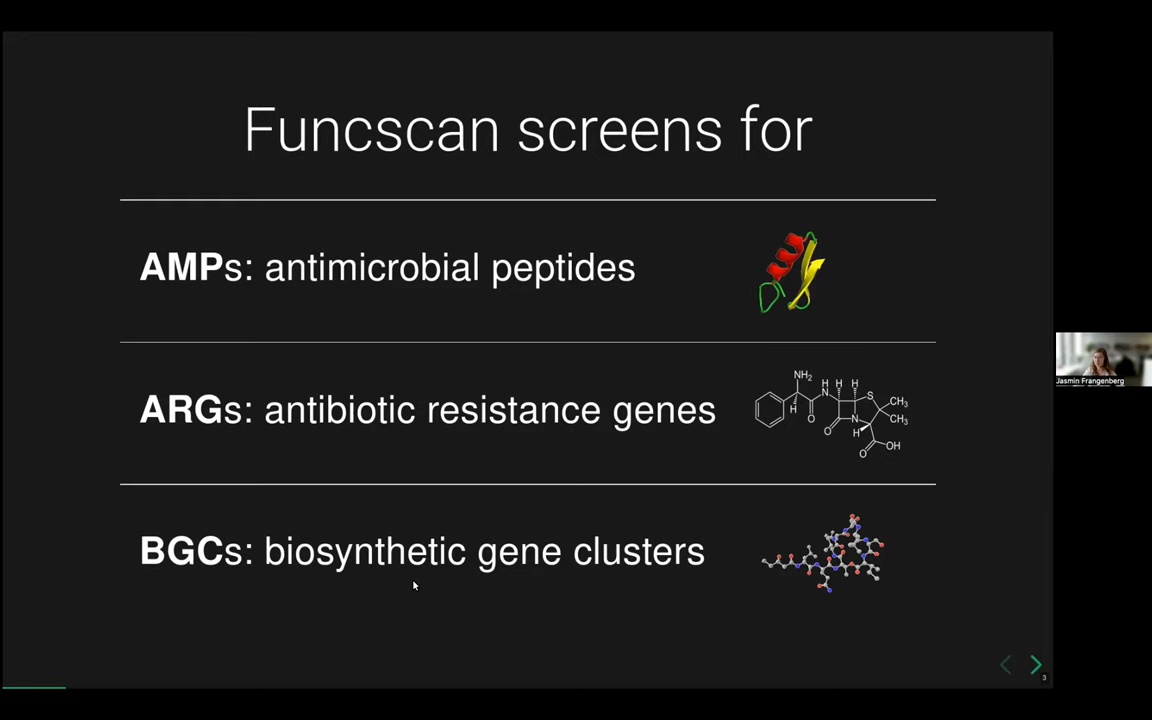 Funcscan screens for
AMPs: antimicrobial peptides
ARGs: antibiotic resistance genes
NH2
H
N
H
H
H
O
O
N
S
CH3
CH3
H
O
OH
BGCs: biosynthetic gene clusters
Jasmin Frangenberg
3